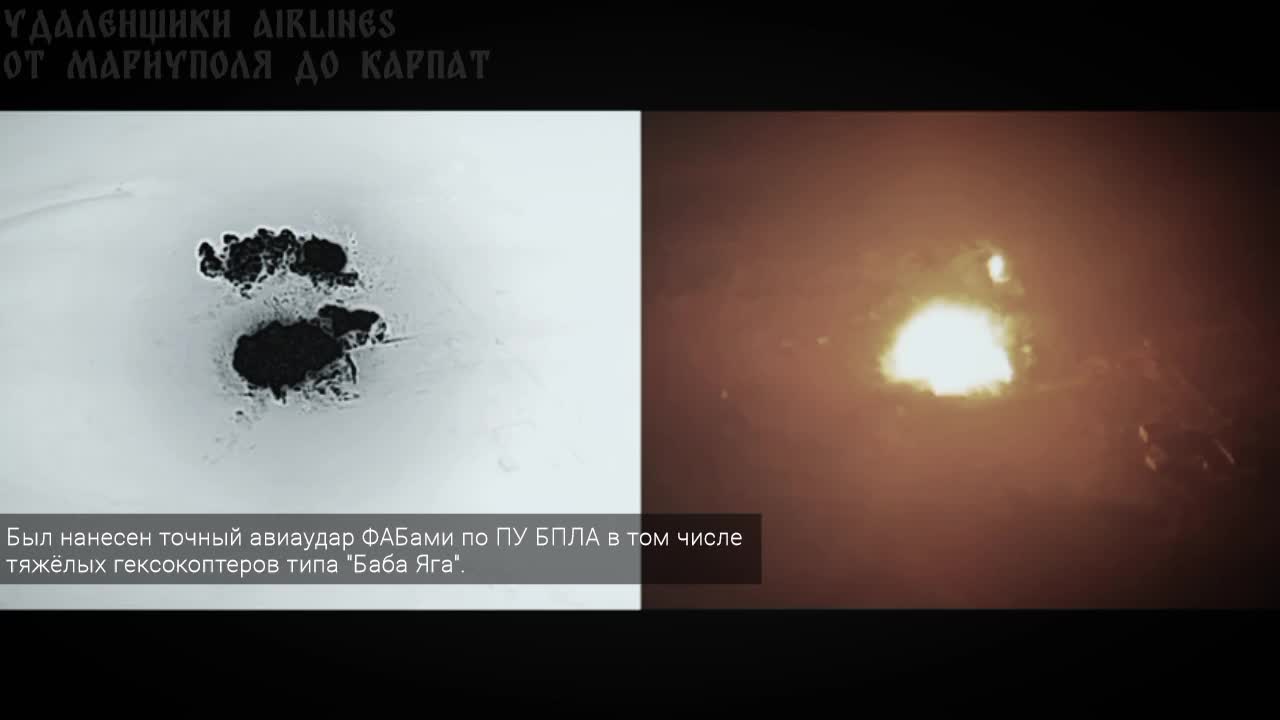 УДАЛЕНЩИКИ AIRLINES
ОТ МАРИУПОЛЯ ДО КАРПАТ
Был нанесен точный авиаудар ФАБами по ПУ БПЛА в том числе
тяжёлых гексокоптеров типа "Баба Яга".